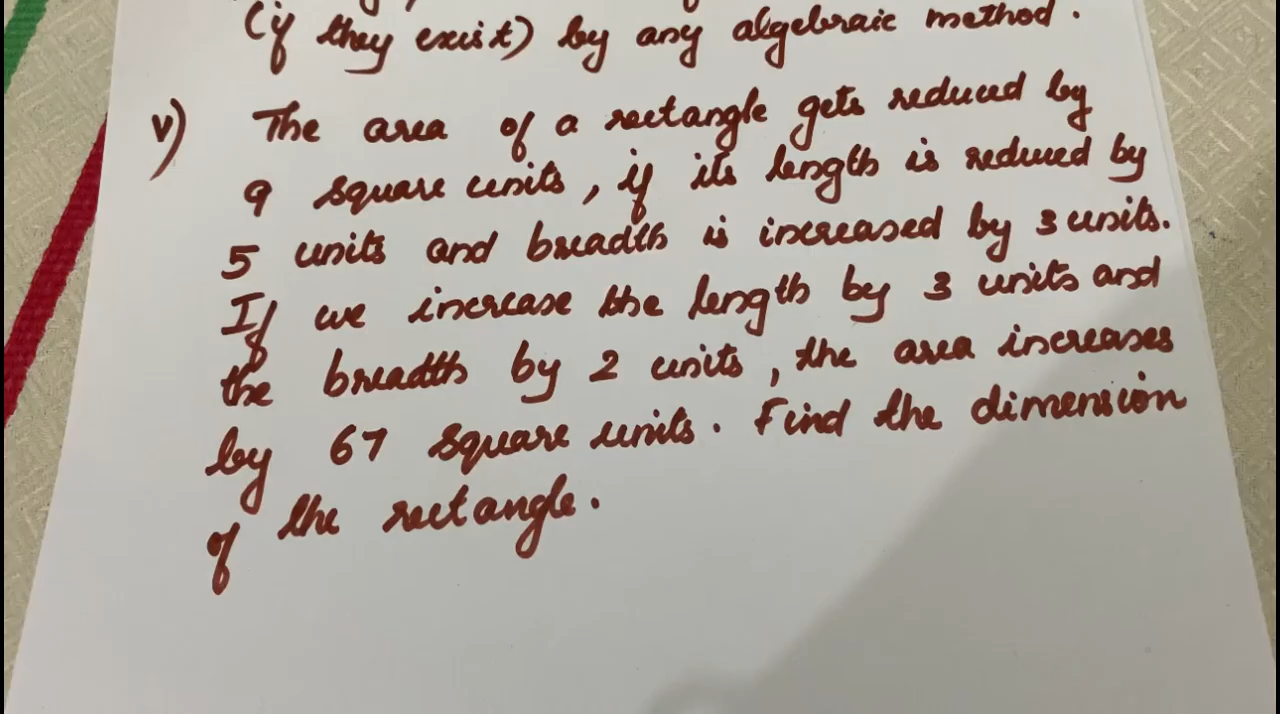 (if they exist) by any algebraic method.
v) The area of a rectangle gets reduced by
9 square units, if its length is reduced by
5 units and breadth is increased by 3 units.
If we increase the length by 3 units and
the breadth by 2 units, the area increases
by 67 square units. Find the dimension
of the rectangle.